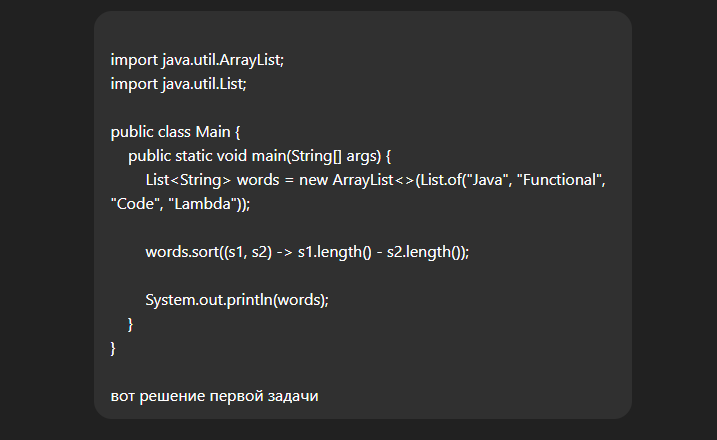 import java.util.ArrayList;
import java.util.List;
public class Main {
public static void main(String[] args) {
List<String> words = new ArrayList<>(List.of("Java", "Functional",
"Code", "Lambda"));
words.sort((s1, s2) -> s1.length() - s2.length());
System.out.println(words);
}
}
вот решение первой задачи